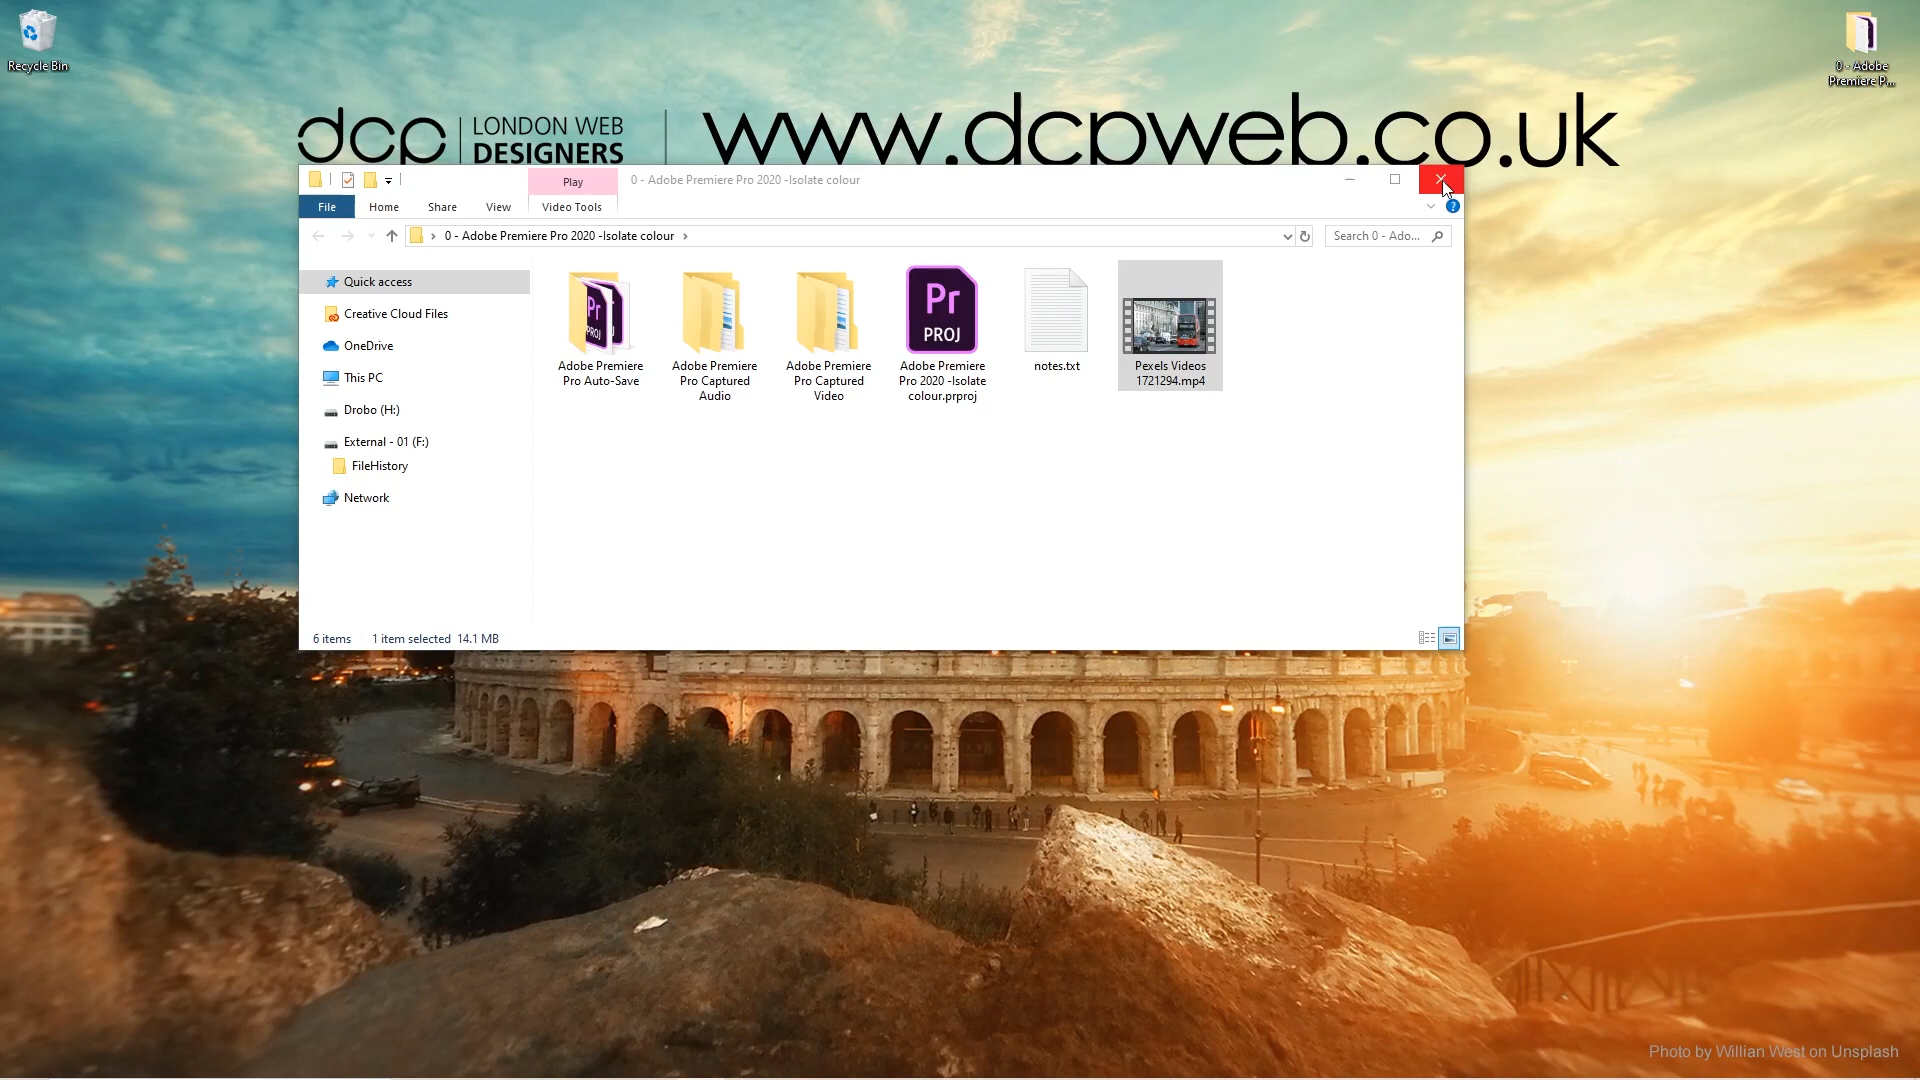 Recycle Bin
0 - Adobe
Premiere P...
dcp
LONDON WEB
DESIGNERS
www.dcpweb.co.uk
Play
0 - Adobe Premiere Pro 2020 -Isolate colour
File
Home
Share
View
Video Tools
0 - Adobe Premiere Pro 2020 -Isolate colour
Search 0 - Ado...
Quick access
Creative Cloud Files
OneDrive
This PC
Drobo (H:)
External - 01 (F:)
FileHistory
Network
Pr
PROJ
Adobe Premiere
Pro Auto-Save
Adobe Premiere
Pro Captured
Audio
Adobe Premiere
Pro Captured
Video
Pr
PROJ
Adobe Premiere
Pro 2020 -Isolate
colour.prproj
notes.txt
Pexels Videos
1721294.mp4
6 items
1 item selected 14.1 MB
Photo by Willian West on Unsplash